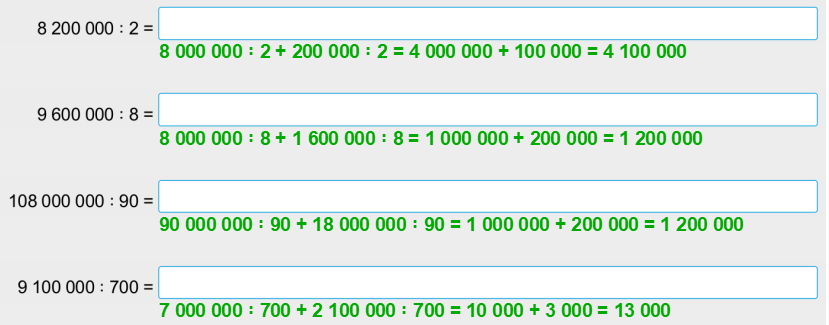 8 200 000 : 2 =
8 000 000 : 2 + 200 000 : 2 = 4 000 000 + 100 000 = 4 100 000
9 600 000 : 8 =
8 000 000 : 8 + 1 600 000 : 8 = 1 000 000 + 200 000 = 1 200 000
108 000 000 : 90 =
90 000 000 : 90 + 18 000 000 : 90 = 1 000 000 + 200 000 = 1 200 000
9 100 000 : 700 =
7 000 000 : 700 + 2 100 000 : 700 = 10 000 + 3 000 = 13 000